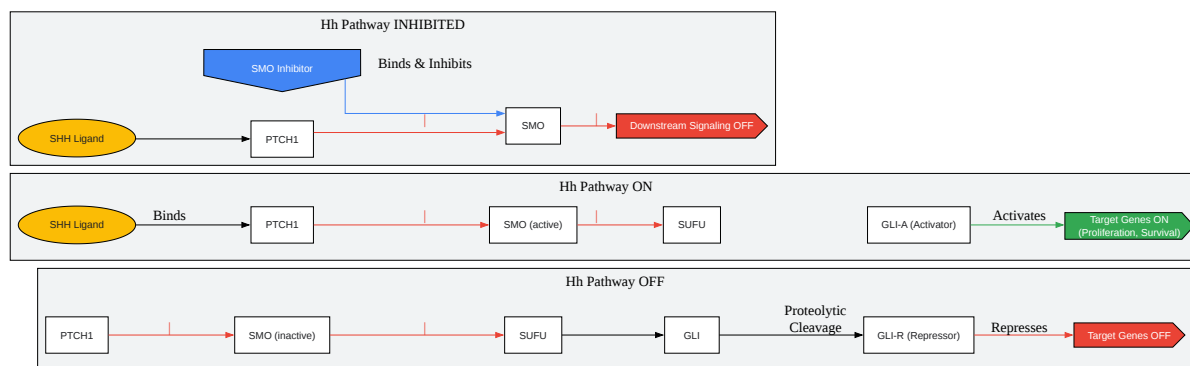 Hh Pathway INHIBITED
SMO Inhibitor
Binds & Inhibits
SHH Ligand
PTCH1
SMO
Downstream Signaling OFF
Hh Pathway ON
SHH Ligand
Binds
PTCH1
SMO (active)
SUFU
GLI-A (Activator)
Activates
Target Genes ON
(Proliferation, Survival)
Hh Pathway OFF
PTCH1
SMO (inactive)
SUFU
GLI
Proteolytic
Cleavage
GLI-R (Repressor)
Represses
Target Genes OFF